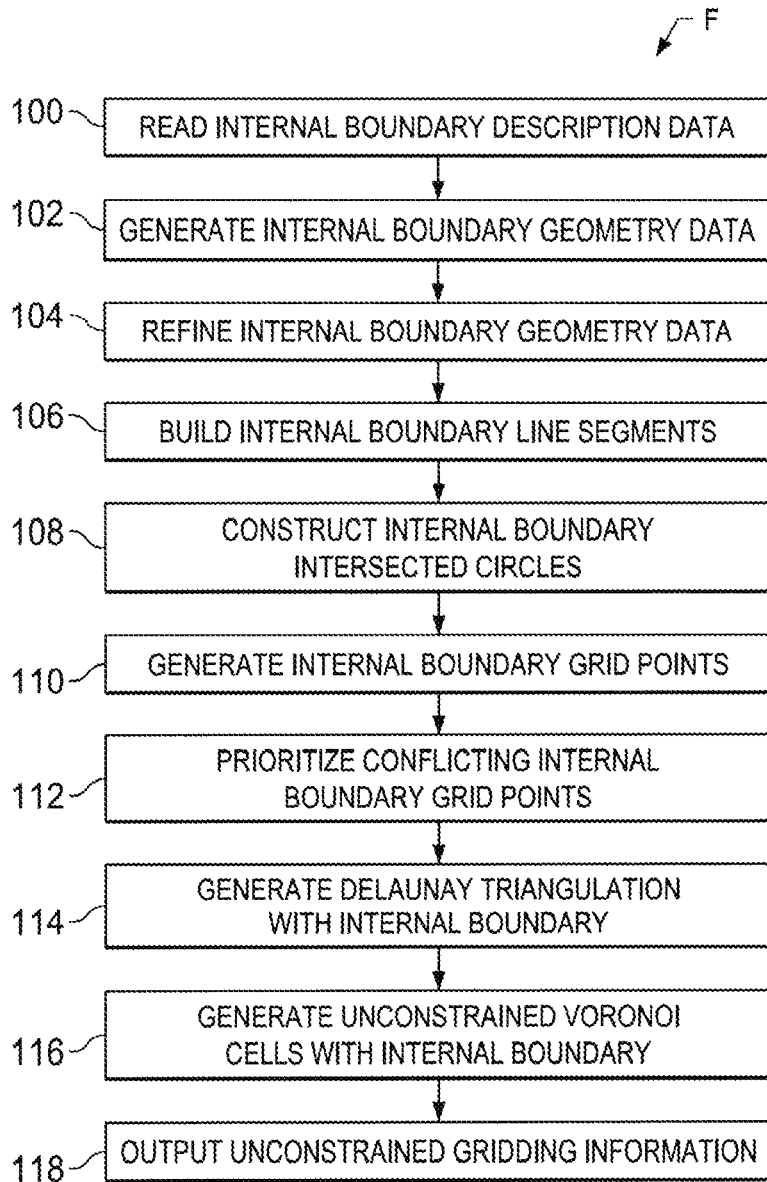 F
100
READ INTERNAL BOUNDARY DESCRIPTION DATA
102
GENERATE INTERNAL BOUNDARY GEOMETRY DATA
104
REFINE INTERNAL BOUNDARY GEOMETRY DATA
106
BUILD INTERNAL BOUNDARY LINE SEGMENTS
108
CONSTRUCT INTERNAL BOUNDARY
INTERSECTED CIRCLES
110
GENERATE INTERNAL BOUNDARY GRID POINTS
112
PRIORITIZE CONFLICTING INTERNAL
BOUNDARY GRID POINTS
114
GENERATE DELAUNAY TRIANGULATION
WITH INTERNAL BOUNDARY
116
GENERATE UNCONSTRAINED VORONOI
CELLS WITH INTERNAL BOUNDARY
118
OUTPUT UNCONSTRAINED GRIDDING INFORMATION